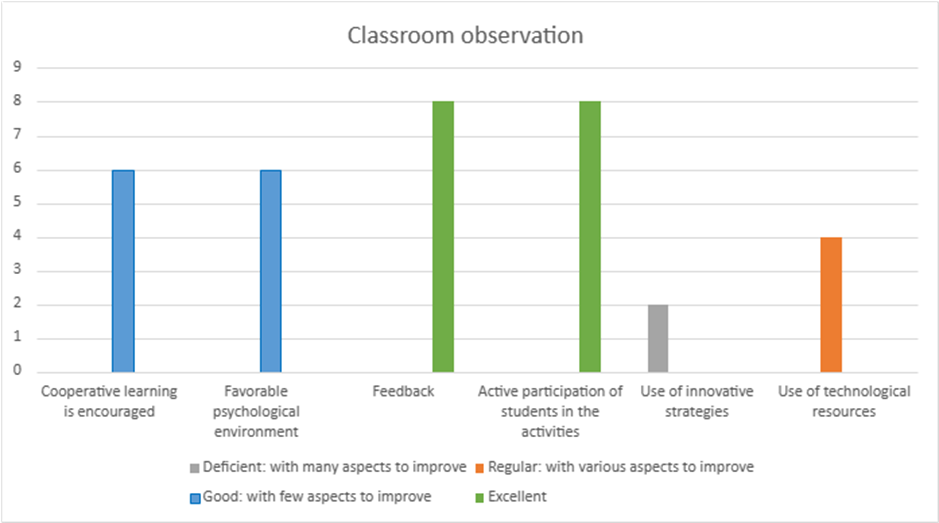 Classroom observation
9
8
7
6
5
4
3
2
1
0
Cooperative learning
is encouraged
Favorable
psychological
environment
Feedback
Active participation of
students in the
activities
Use of innovative
strategies
Use of technological
resources
Deficient: with many aspects to improve
Regular: with various aspects to improve
Good: with few aspects to improve
Excellent